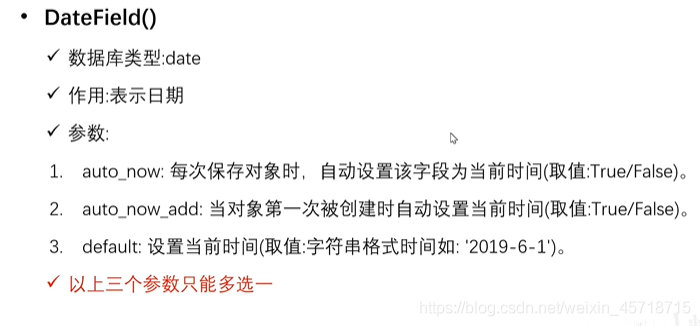 • DateField()
✓ 数据库类型:date
✓ 作用:表示日期
✓ 参数:
1. auto_now: 每次保存对象时，自动设置该字段为当前时间(取值:True/False)。
2. auto_now_add: 当对象第一次被创建时自动设置当前时间(取值:True/False)。
3. default: 设置当前时间(取值:字符串格式时间如: '2019-6-1')。
✓ 以上三个参数只能多选一
https://blog.csdn.net/weixin_45718715